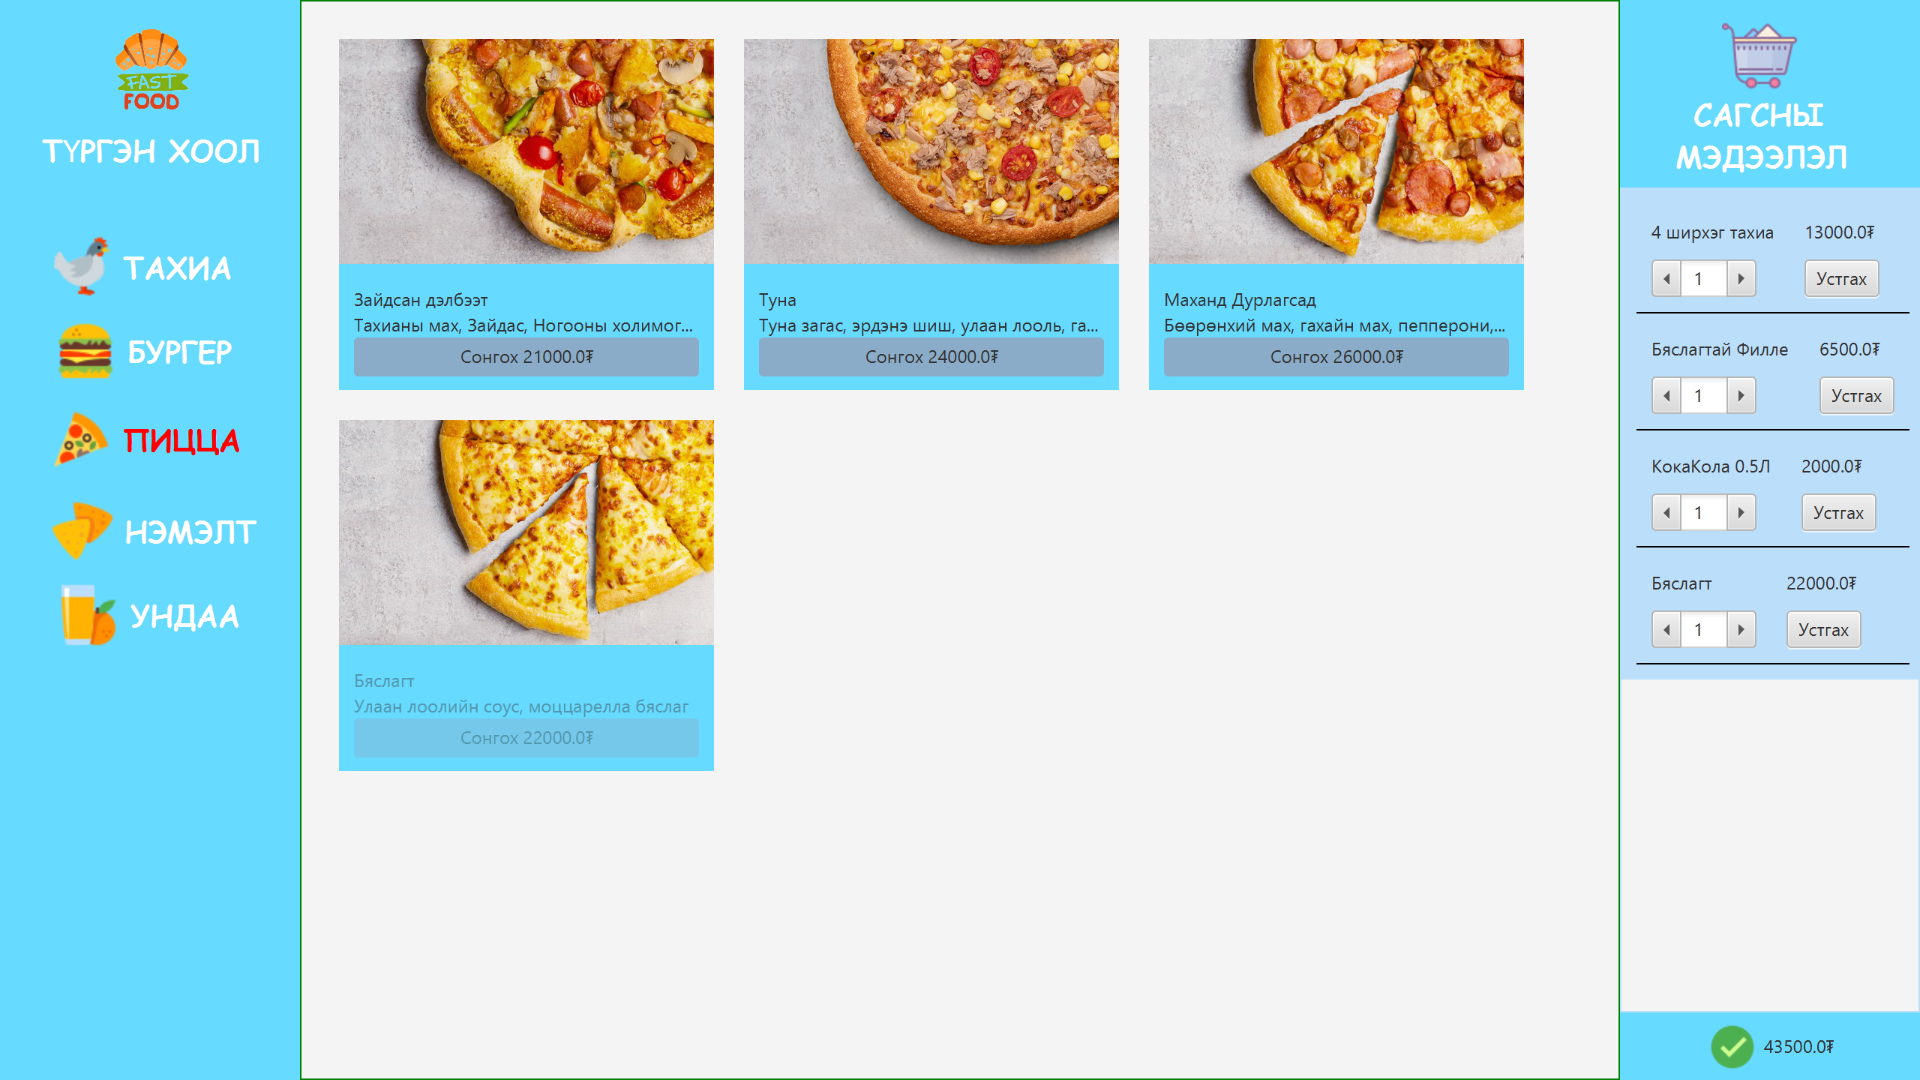 FAST
FOOD
ТҮРГЭН ХООЛ
ТАХИА
БУРГЕР
ПИЦЦА
НЭМЭЛТ
УНДАА
Зайдсан дэлбээт
Тахианы мах, Зайдас, Ногооны холимог...
Сонгох 21000.0₮
Туна
Туна загас, эрдэнэ шиш, улаан лооль, га...
Сонгох 24000.0₮
Маханд Дурлагсад
Бөөрөнхий мах, гахайн мах, пепперони,...
Сонгох 26000.0₮
Бяслагт
Улаан лоолийн соус, моццарелла бяслаг
Сонгох 22000.0₮
САГСНЫ
МЭДЭЭЛЭЛ
4 ширхэг тахиа 13000.0₮
1 Устгах
Бяслагтай Филле 6500.0₮
1 Устгах
КокаКола 0.5Л 2000.0₮
1 Устгах
Бяслагт 22000.0₮
1 Устгах
43500.0₮